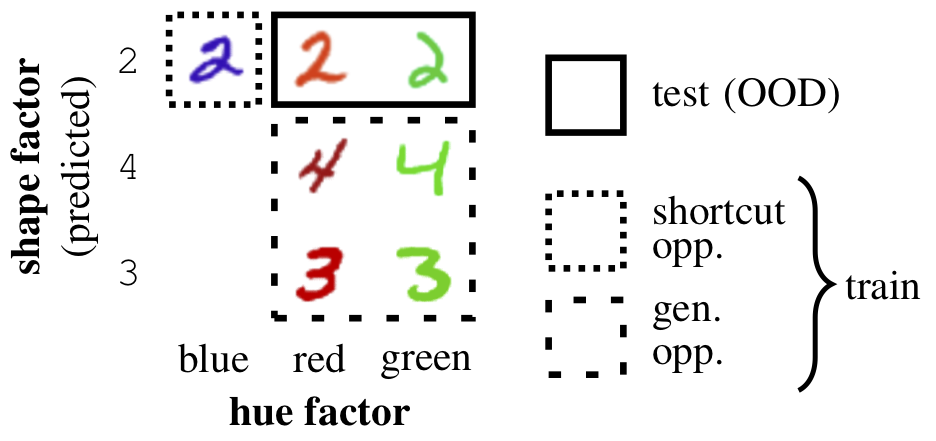 shape factor
(predicted)
2
4
3
2 2 2
4 4
3 3
blue red green
hue factor
test (OOD)
shortcut
opp.
gen.
opp.
train